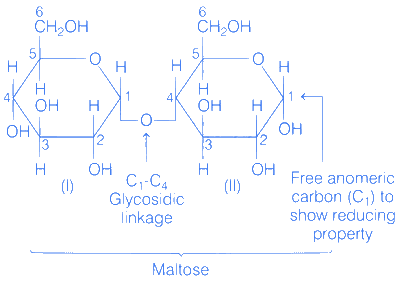 6 6
CH₂OH CH₂OH
5 O 5 O
H H H H H H
4 H 1 4 H 1
OH OH OH OH
3 2 O 3 2
H OH H OH
(I) C₁-C₄ (II)
Glycosidic
linkage
Free anomeric
carbon (C₁) to
show reducing
property
Maltose